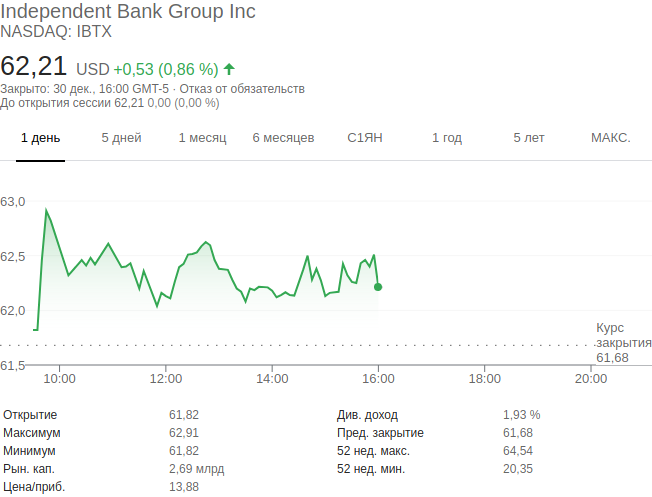 Independent Bank Group Inc
NASDAQ: IBTX
62,21 USD +0,53 (0,86 %)
Закрыто: 30 дек., 16:00 GMT-5 · Отказ от обязательств
До открытия сессии 62,21 0,00 (0,00 %)
1 день 5 дней 1 месяц 6 месяцев С1ЯН 1 год 5 лет МАКС.
63,0
62,5
62,0
Курс
закрытия
61,68
61,5
10:00 12:00 14:00 16:00 18:00 20:00
Открытие 61,82 Див. доход 1,93 %
Максимум 62,91 Пред. закрытие 61,68
Минимум 61,82 52 нед. макс. 64,54
Рын. кап. 2,69 млрд 52 нед. мин. 20,35
Цена/приб. 13,88